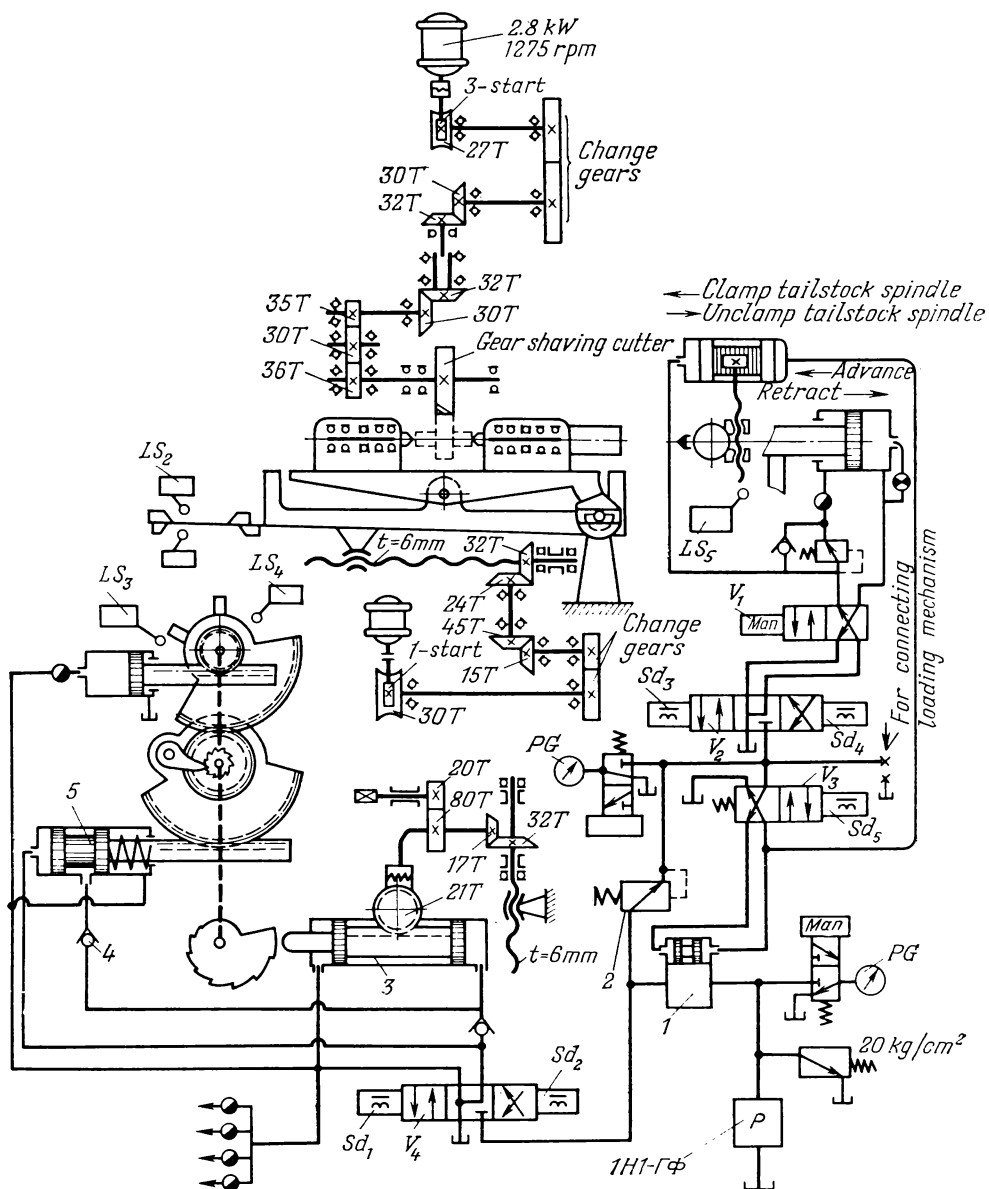 2.8 kW
1275 rpm
3-start
27T
Change
gears
30T
32T
32T
30T
35T
30T
36T
Gear shaving cutter
Clamp tailstock spindle
Unclamp tailstock spindle
Advance
Retract
LS2
LS3
LS4
LS5
t=6mm
32T
24T
45T
15T
Change
gears
1-start
30T
V1
Man
Sd3
V2
Sd4
For connecting
loading mechanism
PG
V3
Sd5
20T
80T
17T
32T
21T
t=6mm
5
4
3
2
1
Man
PG
20 kg/cm²
Sd1
V4
Sd2
P
1Н1-ГФ